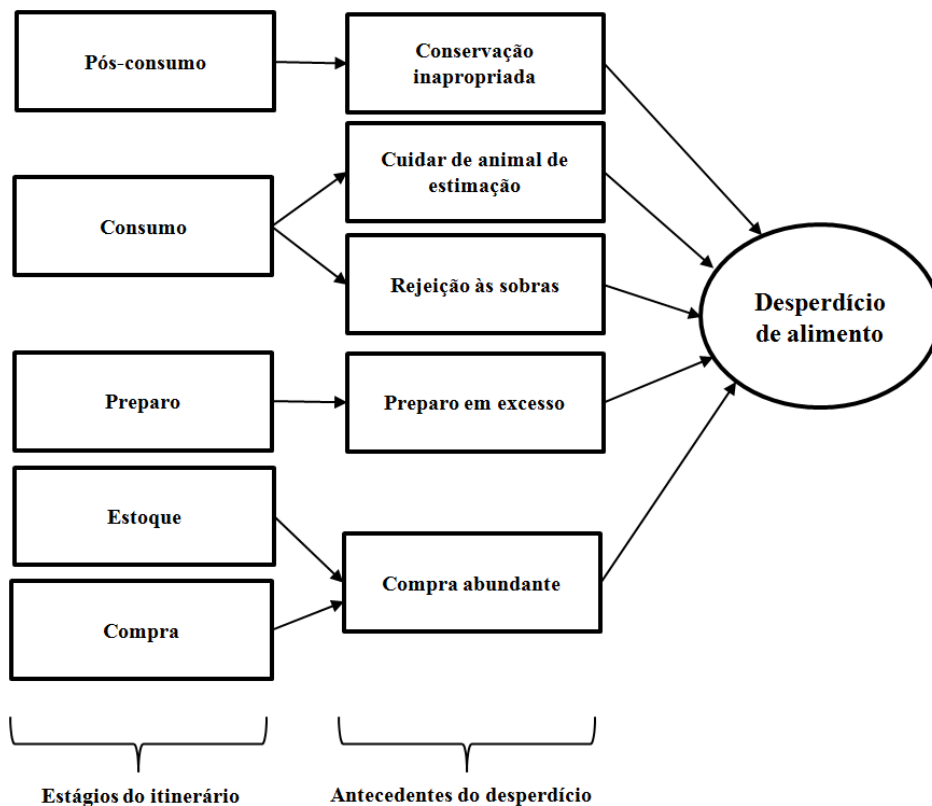 Pós-consumo
Conservação
inapropriada
Cuidar de animal de
estimação
Consumo
Rejeição às sobras
Desperdício
de alimento
Preparo
Preparo em excesso
Estoque
Compra abundante
Compra
Estágios do itinerário
Antecedentes do despérdício